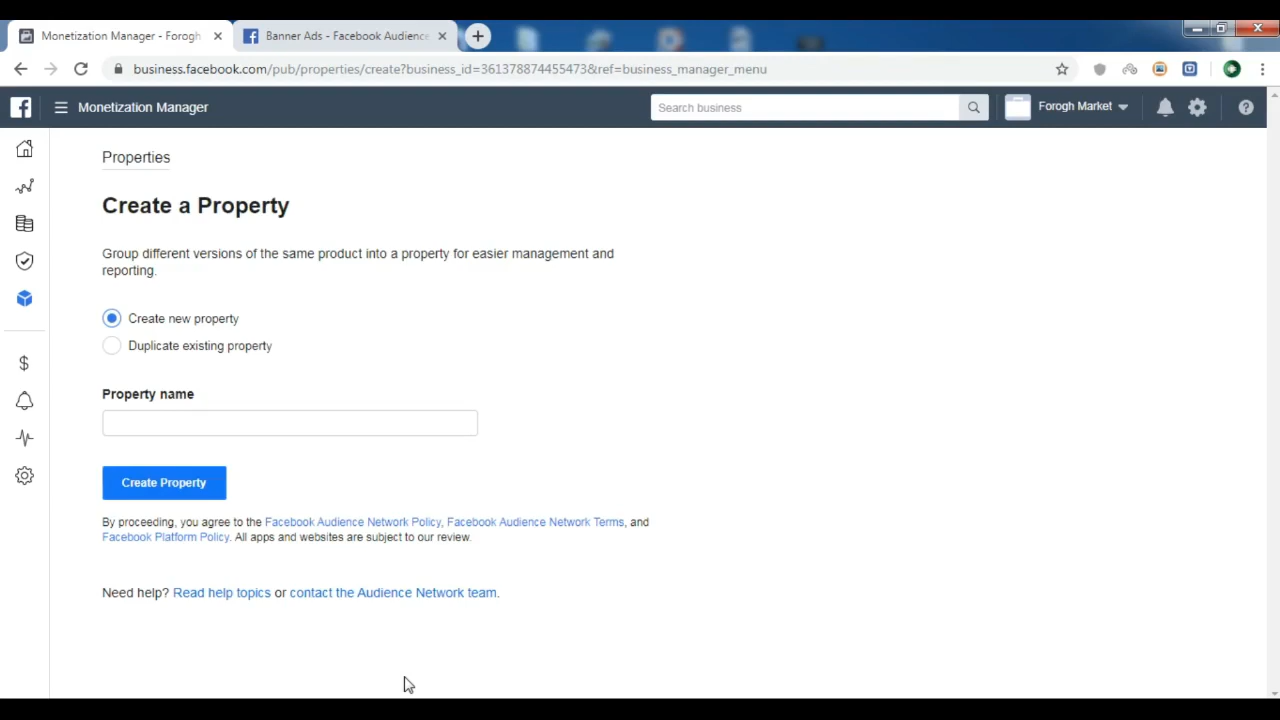 Monetization Manager - Forogh
Banner Ads - Facebook Audience
business.facebook.com/pub/properties/create?business_id=361378874455473&ref=business_manager_menu
Monetization Manager
Search business
Forogh Market
Properties
Create a Property
Group different versions of the same product into a property for easier management and
reporting.
Create new property
Duplicate existing property
Property name
Create Property
By proceeding, you agree to the Facebook Audience Network Policy, Facebook Audience Network Terms, and
Facebook Platform Policy. All apps and websites are subject to our review.
Need help? Read help topics or contact the Audience Network team.